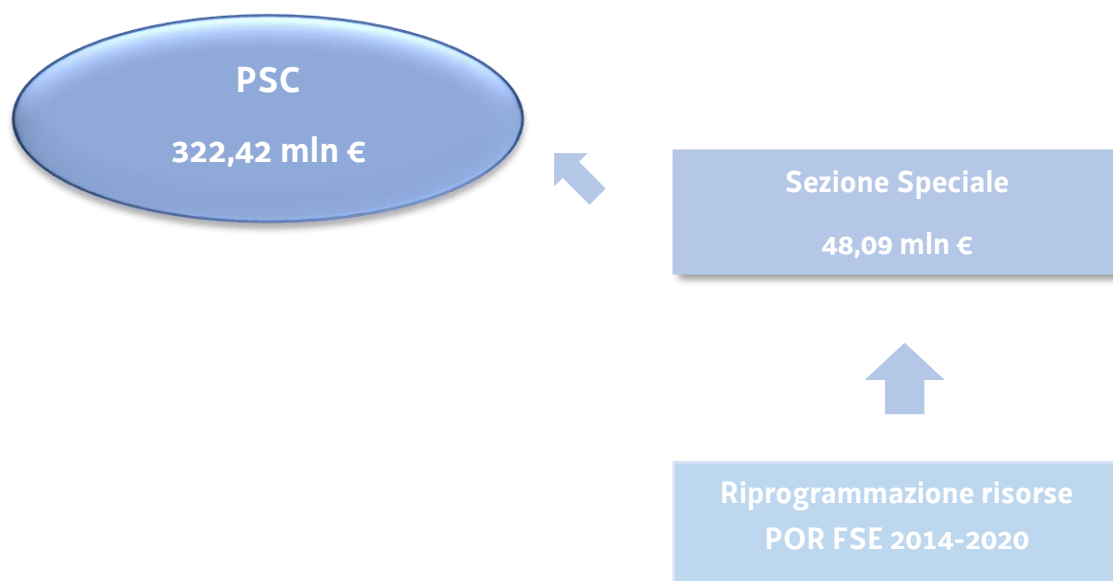 PSC
322,42 mln €
Sezione Speciale
48,09 mln €
Riprogrammazione risorse
POR FSE 2014-2020